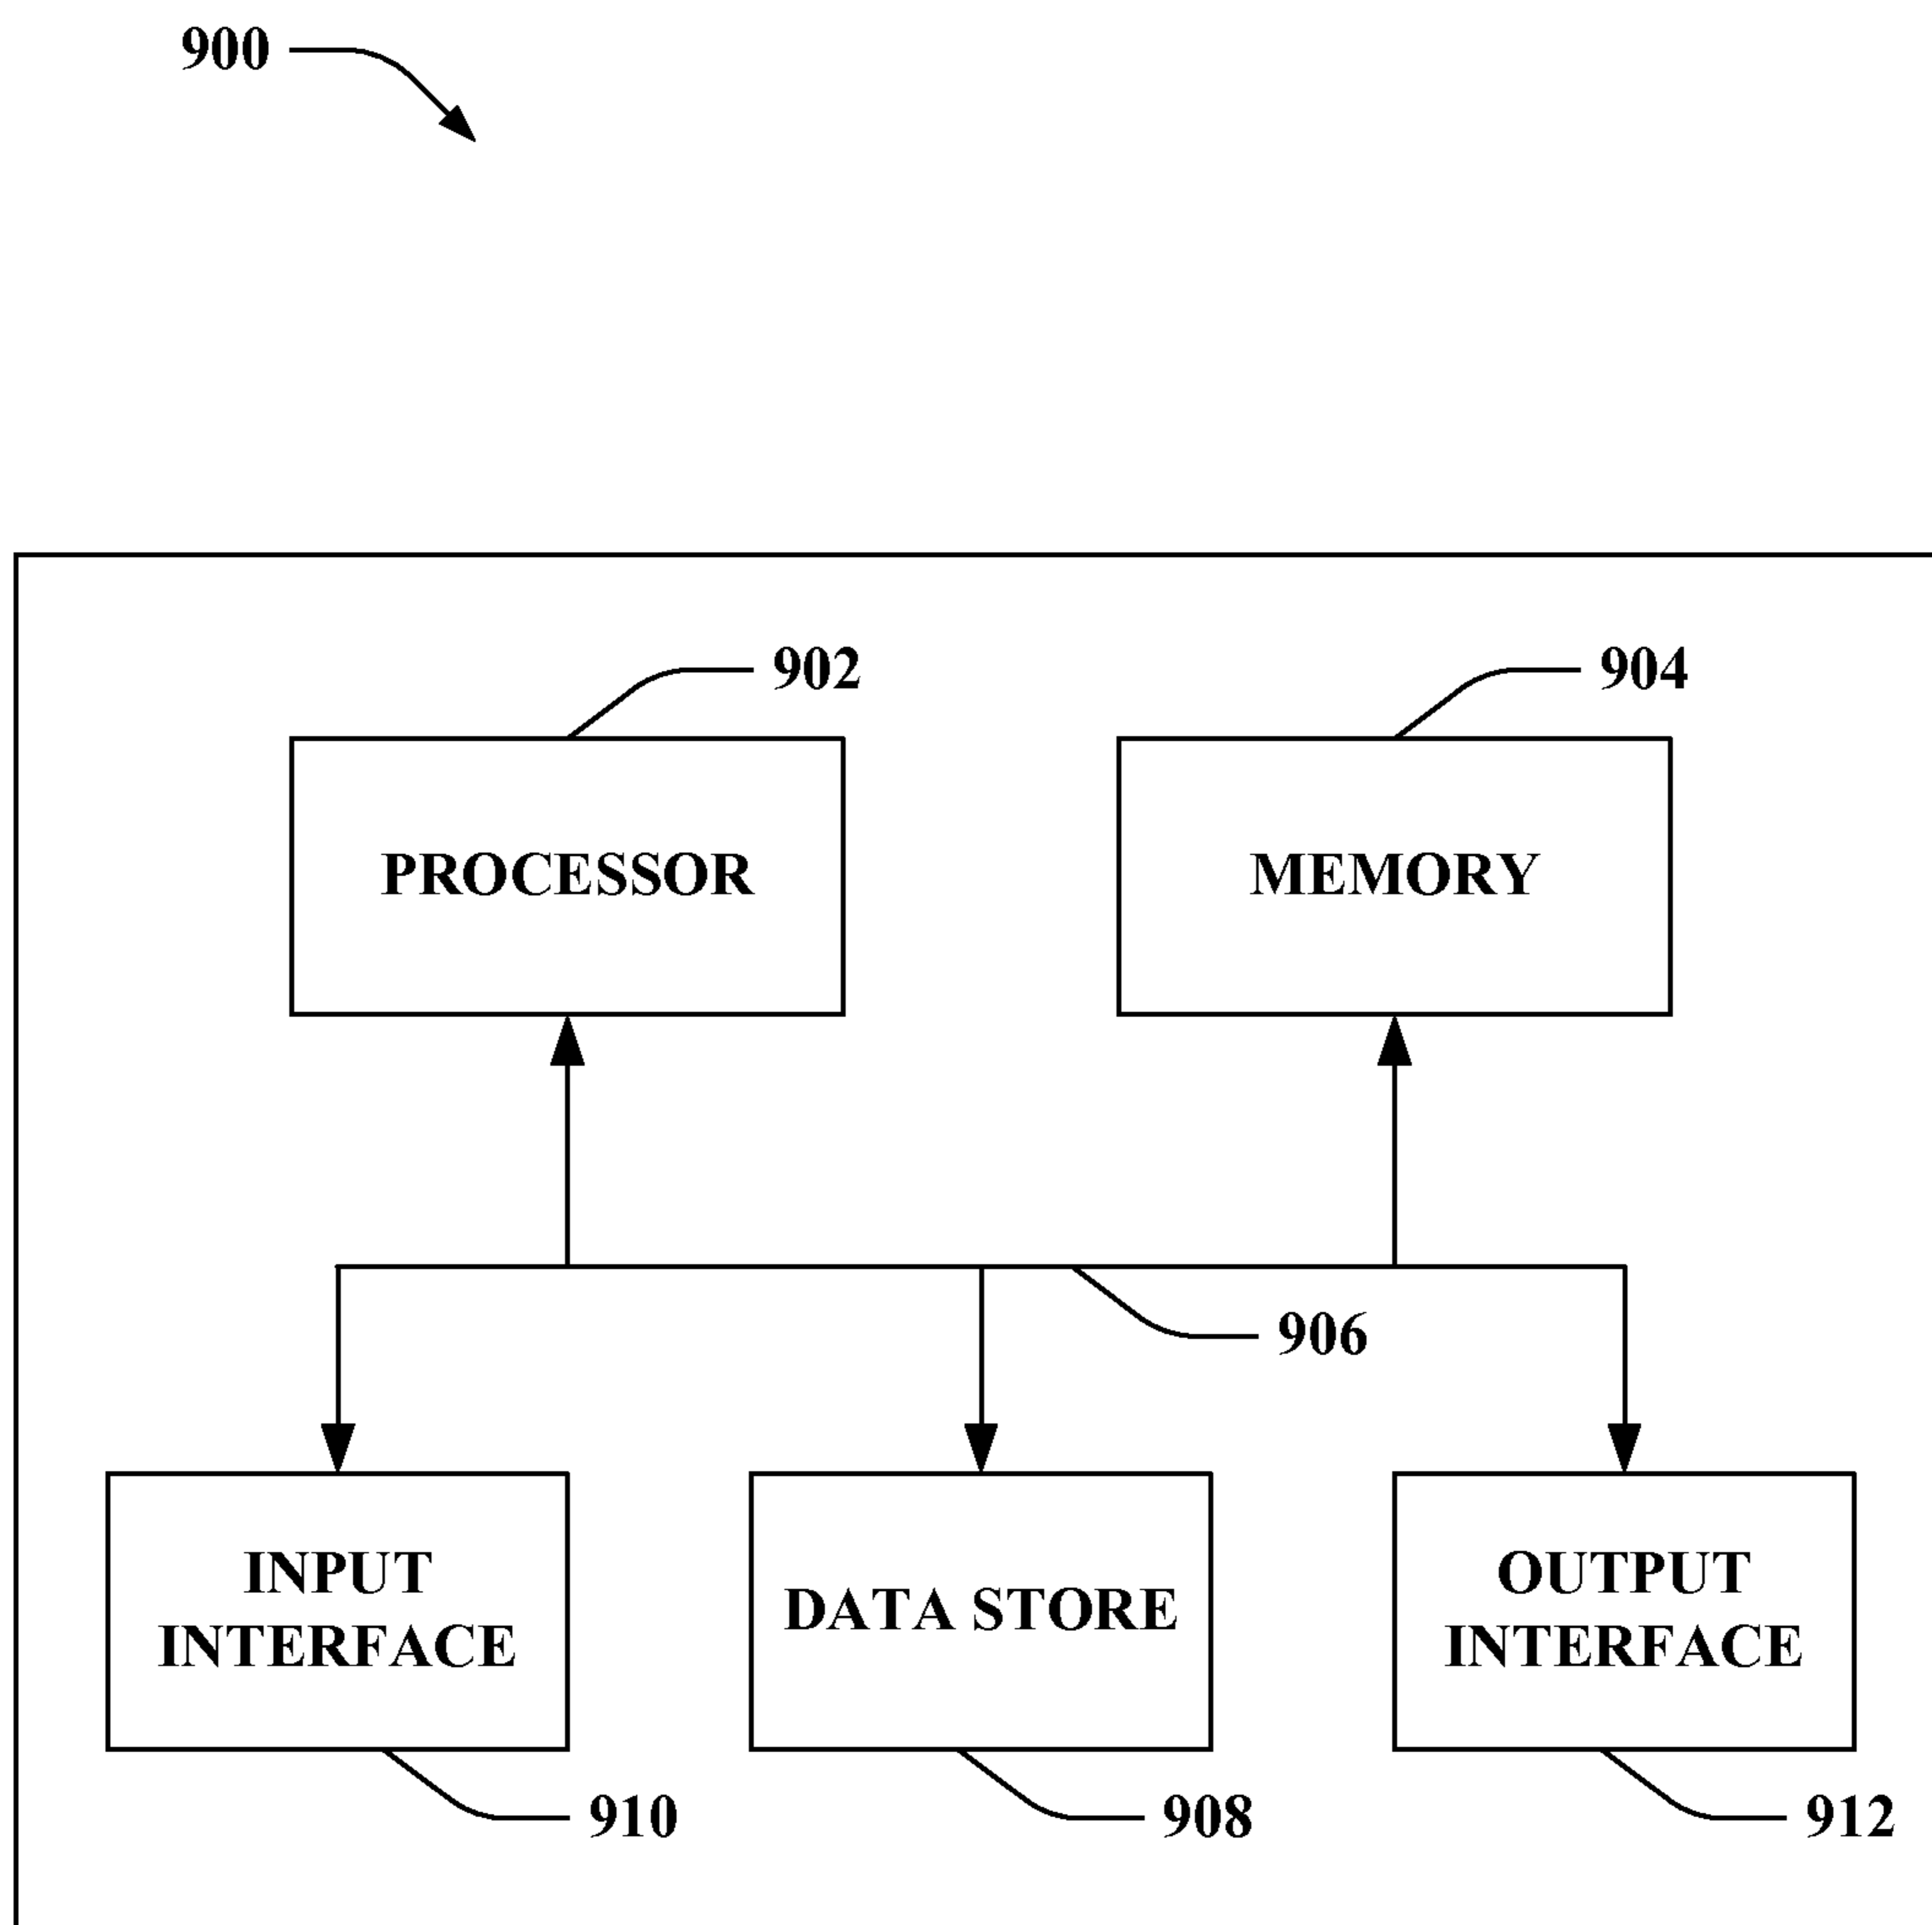 900
902
904
PROCESSOR
MEMORY
906
INPUT
INTERFACE
DATA STORE
OUTPUT
INTERFACE
910
908
912